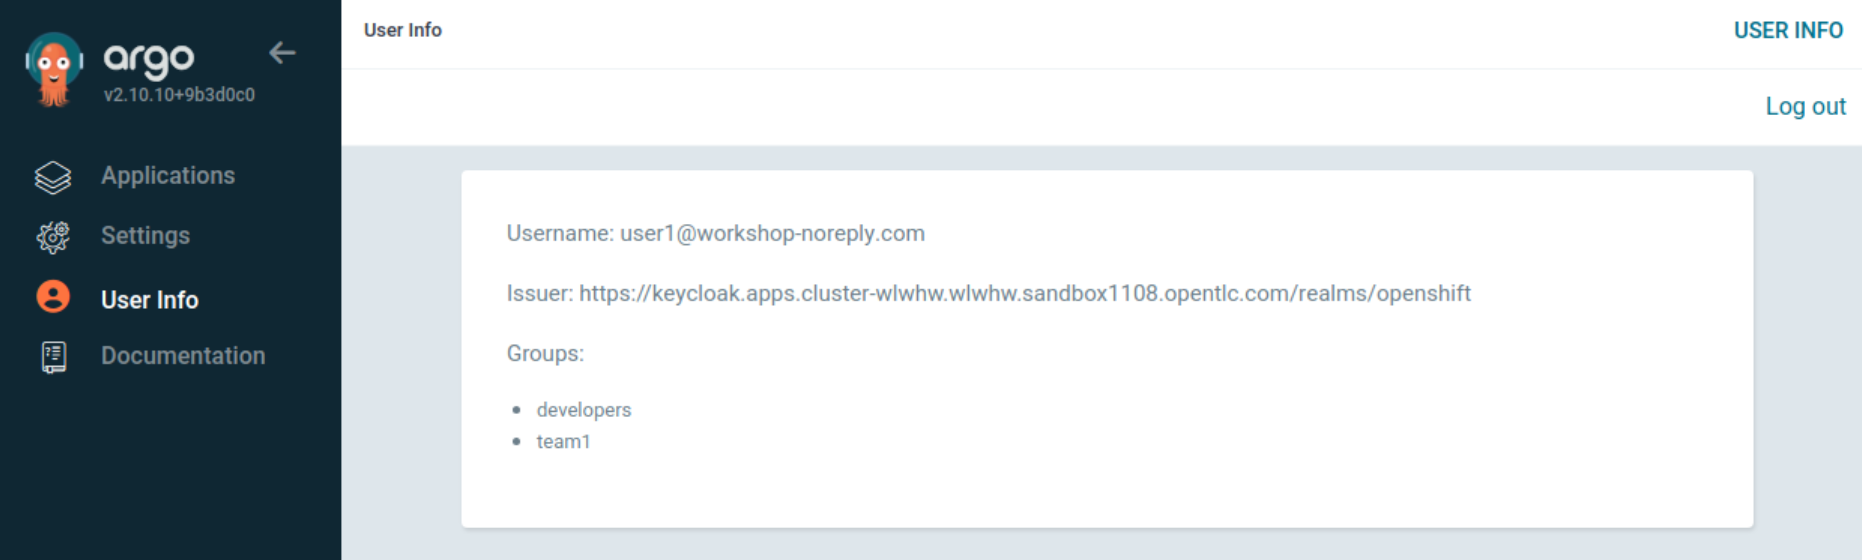 argo
v2.10.10+9b3d0c0
Applications
Settings
User Info
Documentation
User Info
USER INFO
Log out
Username: user1@workshop-noreply.com
Issuer: https://keycloak.apps.cluster-wlwhw.wlwhw.sandbox1108.opentlc.com/realms/openshift
Groups:
developers
team1